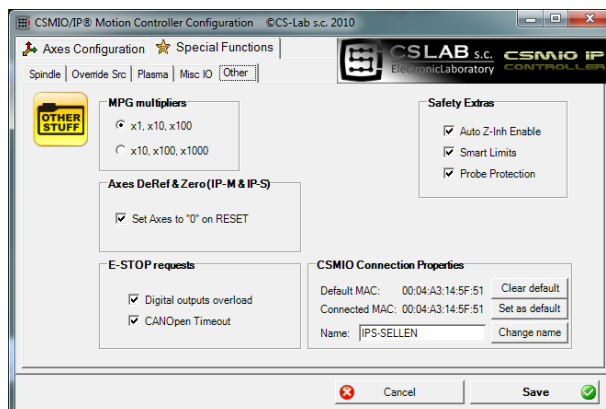 CSMIO/IP® Motion Controller Configuration ©CS-Lab s.c. 2010
Axes Configuration Special Functions
CSLAB s.c.
ElectronicLaboratory
CSMIO IP
CONTROLLER
Spindle Override Src Plasma Misc IO Other
OTHER
STUFF
MPG multipliers
x1, x10, x100
x10, x100, x1000
Safety Extras
Auto Z-Inh Enable
Smart Limits
Probe Protection
Axes DeRef & Zero (IP-M & IP-S)
Set Axes to "0" on RESET
E-STOP requests
Digital outputs overload
CANOpen Timeout
CSMIO Connection Properties
Default MAC: 00:04:A3:14:5F:51 Clear default
Connected MAC: 00:04:A3:14:5F:51 Set as default
Name: IPS-SELLEN Change name
Cancel Save